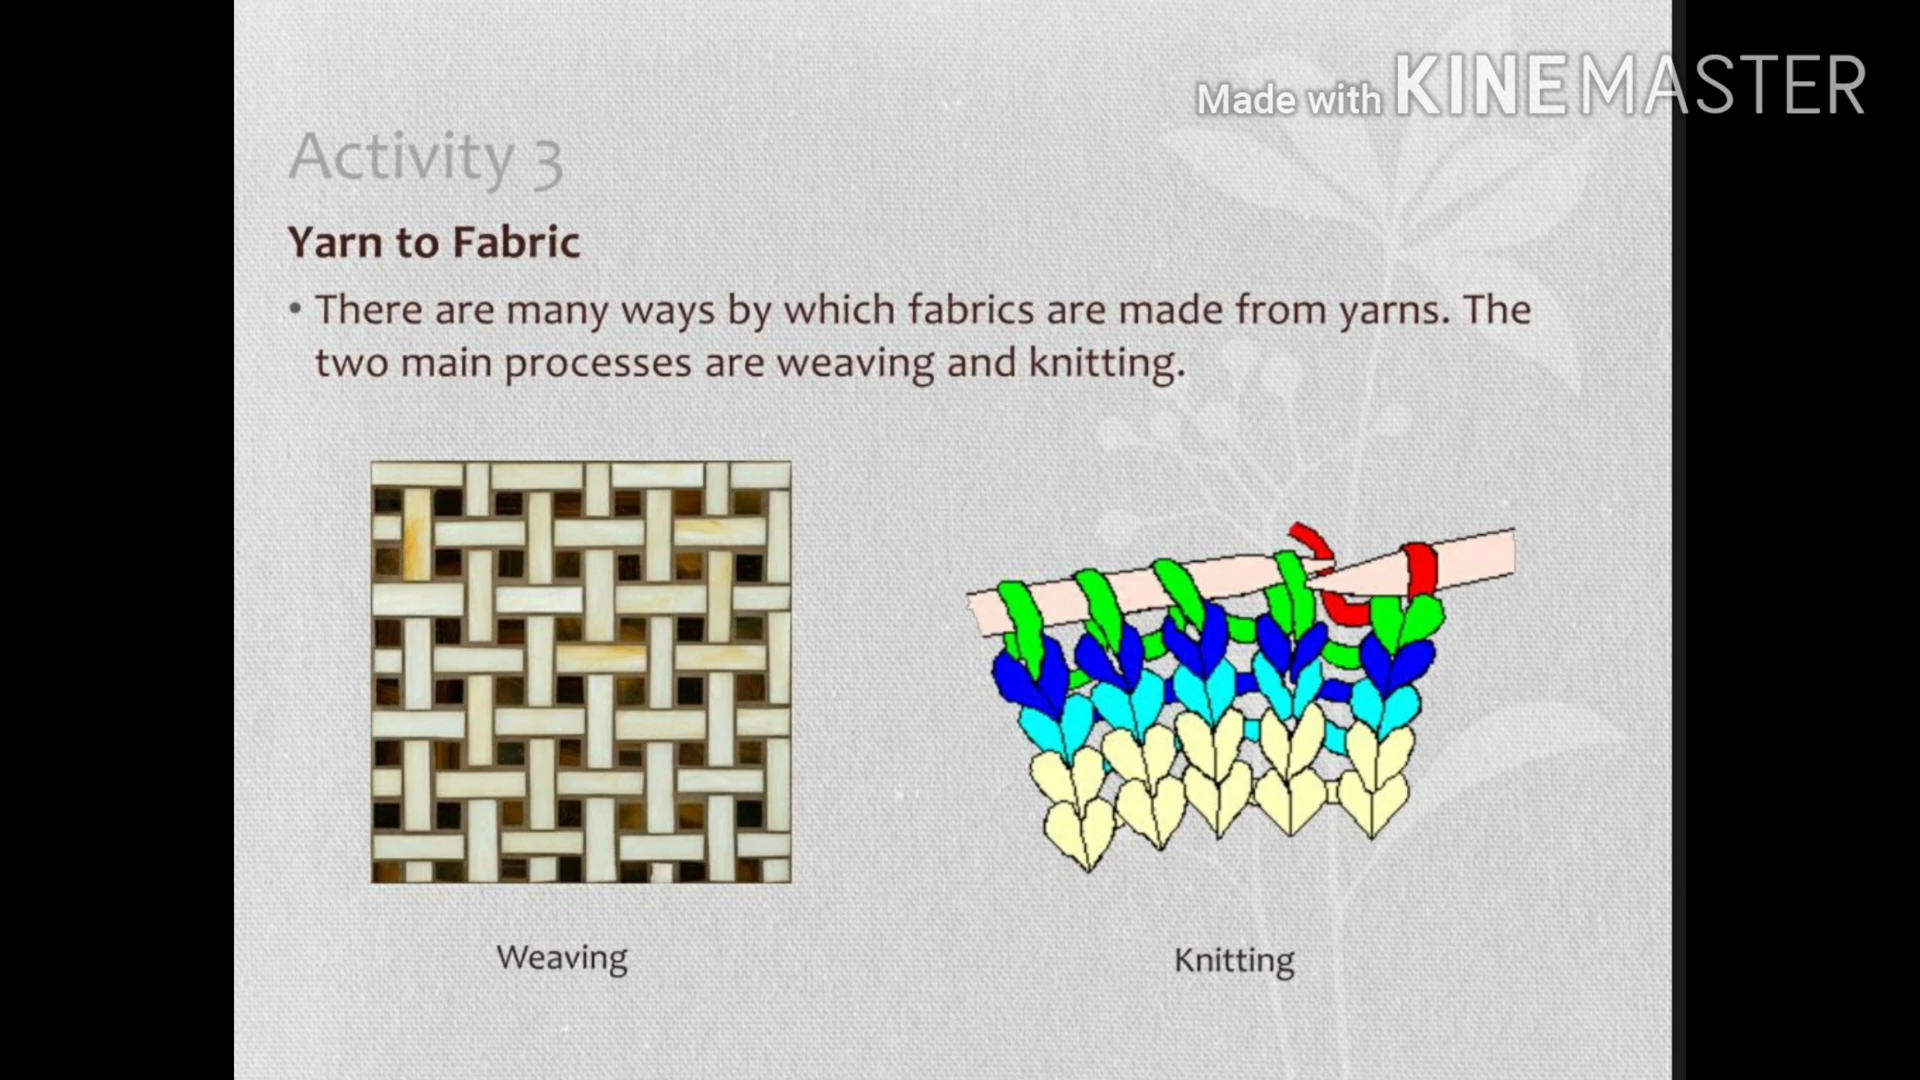 Made with KINEMASTER
Activity 3
Yarn to Fabric
• There are many ways by which fabrics are made from yarns. The
two main processes are weaving and knitting.
Weaving
Knitting